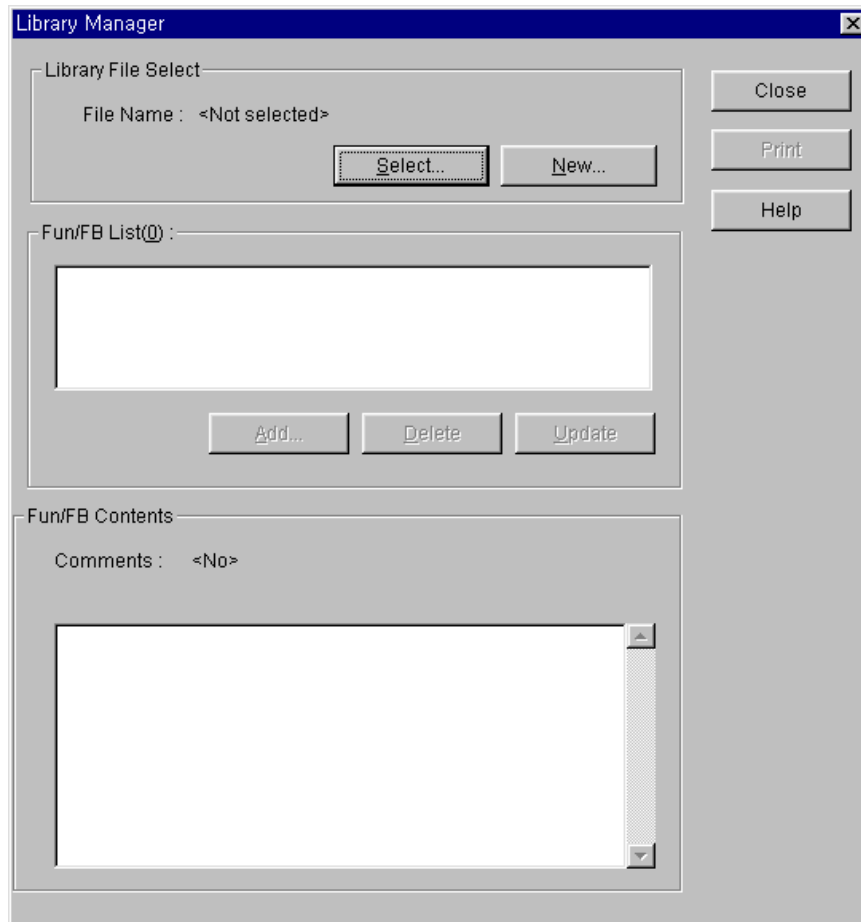 Library Manager
Library File Select
Close
File Name : <Not selected>
Print
Select... New...
Help
Fun/FB List(0) :
Add... Delete Update
Fun/FB Contents
Comments : <No>